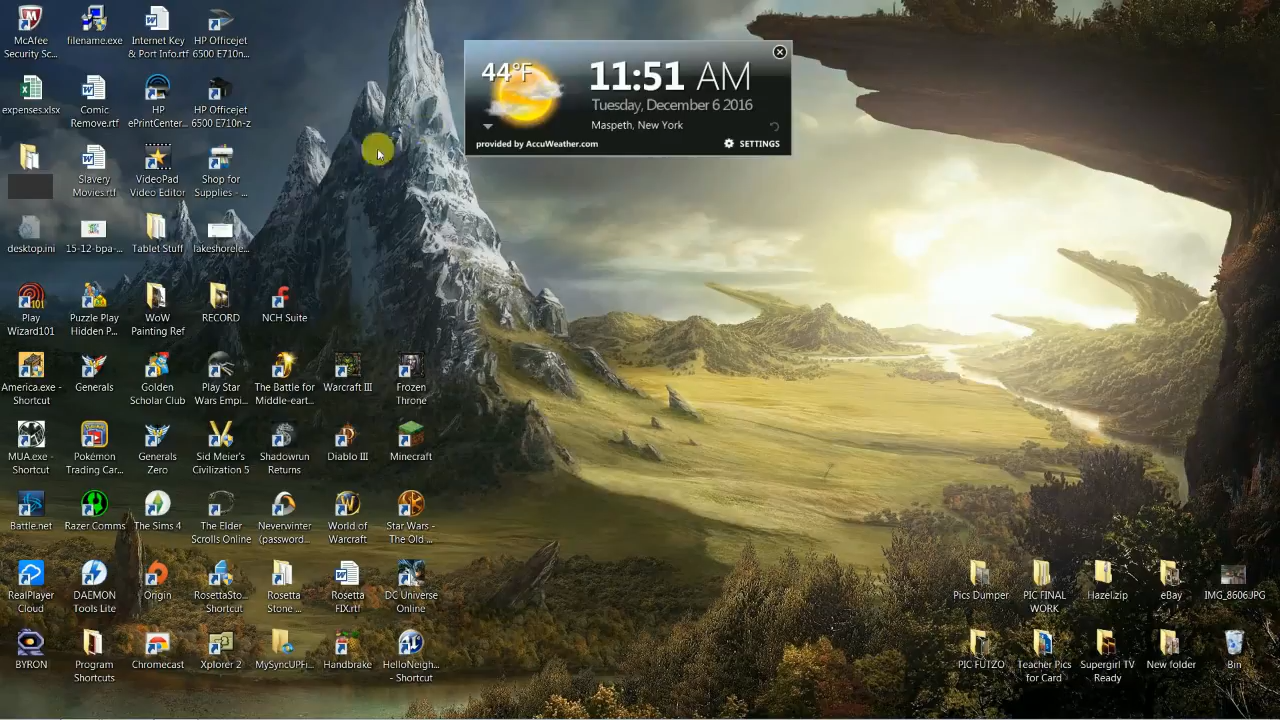 McAfee
Security Sc...
filename.exe
Internet Key
& Port Info.rtf
HP Officejet
6500 E710n...
expenses.xlsx
Comic
Remove.rtf
HP
ePrintCenter...
HP Officejet
6500 E710n-z
Slavery
Movies.rtf
VideoPad
Video Editor
Shop for
Supplies - ...
desktop.ini
15-12-bpa-...
Tablet Stuff
lakeshorele...
Play
Wizard101
Puzzle Play
Hidden P...
WoW
Painting Ref
RECORD
NCH Suite
America.exe -
Shortcut
Generals
Golden
Scholar Club
Play Star
Wars Empi...
The Battle for
Middle-eart...
Warcraft III
Frozen
Throne
MUA.exe -
Shortcut
Pokémon
Trading Car...
Generals
Zero
Sid Meier's
Civilization 5
Shadowrun
Returns
Diablo III
Minecraft
Battle.net
Razer Comms
The Sims 4
The Elder
Scrolls Online
Neverwinter
(password...
World of
Warcraft
Star Wars -
The Old ...
RealPlayer
Cloud
DAEMON
Tools Lite
Origin
RosettaSto...
Shortcut
Rosetta
Stone ...
Rosetta
FIX.rtf
DC Universe
Online
BYRON
Program
Shortcuts
Chromecast
Xplorer 2
MySyncUPFi...
Handbrake
HelloNeigh...
- Shortcut
44°F
11:51 AM
Tuesday, December 6 2016
Maspeth, New York
provided by AccuWeather.com
SETTINGS
Pics Dumper
PIC FINAL
WORK
Hazel.zip
eBay
IMG_8606.JPG
PIC FUTZO
Teacher Pics
for Card
Supergirl TV
Ready
New folder
Bin